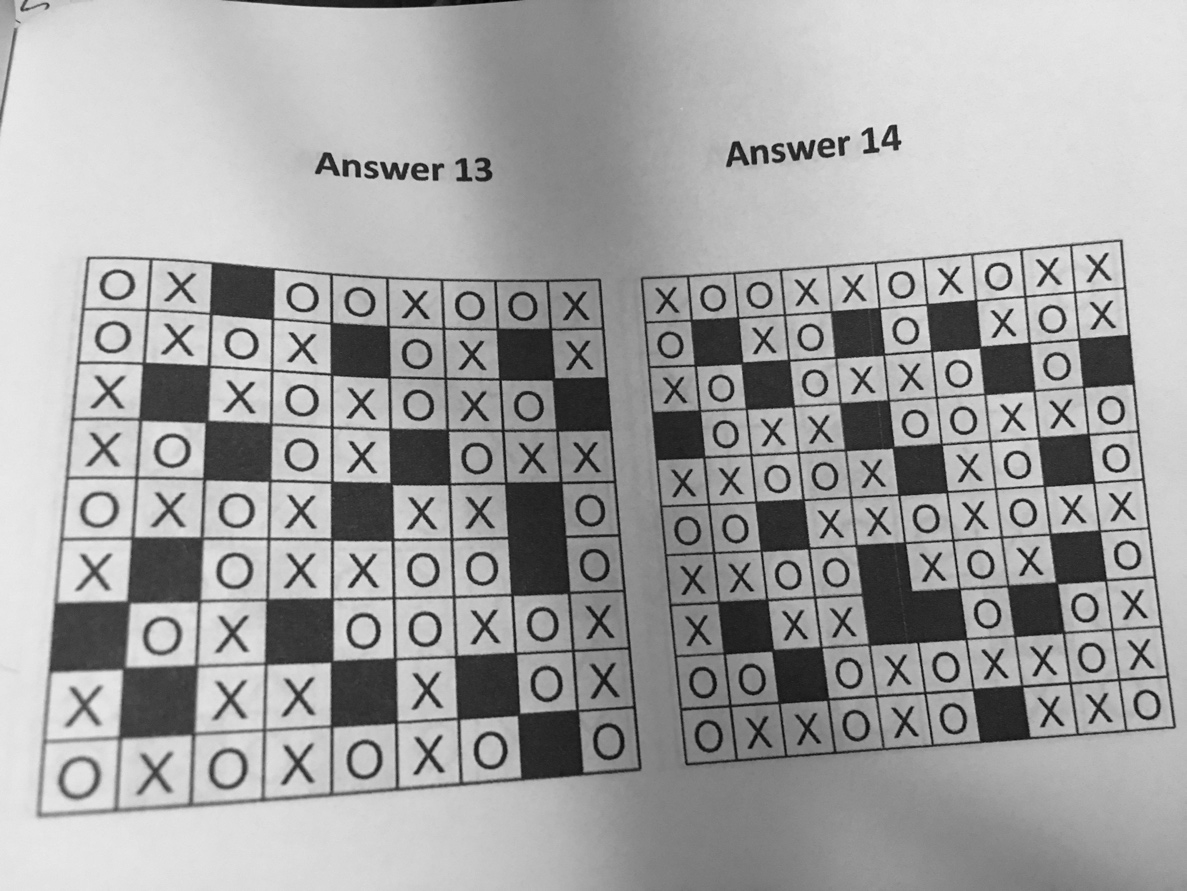 Answer 13
Answer 14
O X O O X O O X
O X O X O X X
X X O X O X O
X O O X O X X
O X O X X X O
X O X X O O O
O X O O X O X
X X X X O X
O X O X O X O O
X O O X X O X O X X
O X O O X O X
X O O X X O O
O X X O O X X O
X X O O X X O O
O O X X O X O X X
X X O O X O X O
X X X O O X
O O O X O X X O X
O X X O X O X X O